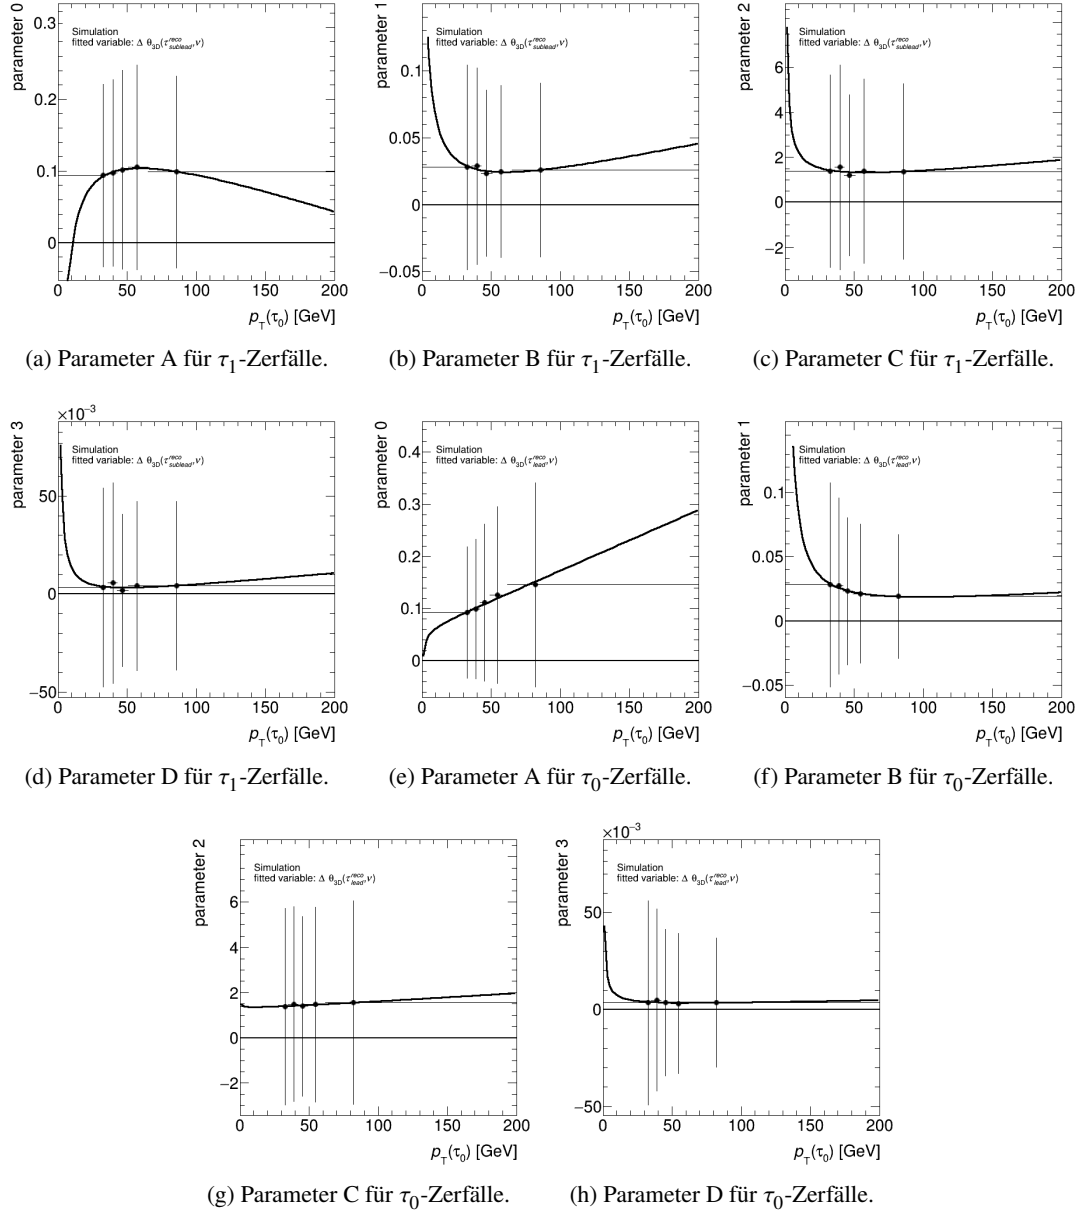 parameter 0
0.3
0.2
0.1
0
Simulation
fitted variable: Δ θ3D(τ reco sublead, ν)
0 50 100 150 200
pT(τ0) [GeV]
(a) Parameter A für τ1-Zerfälle.
parameter 1
0.1
0.05
0
−0.05
Simulation
fitted variable: Δ θ3D(τ reco sublead, ν)
0 50 100 150 200
pT(τ0) [GeV]
(b) Parameter B für τ1-Zerfälle.
parameter 2
6
4
2
0
−2
Simulation
fitted variable: Δ θ3D(τ reco sublead, ν)
0 50 100 150 200
pT(τ0) [GeV]
(c) Parameter C für τ1-Zerfälle.
×10−3
parameter 3
50
0
−50
Simulation
fitted variable: Δ θ3D(τ reco sublead, ν)
0 50 100 150 200
pT(τ0) [GeV]
(d) Parameter D für τ1-Zerfälle.
parameter 0
0.4
0.3
0.2
0.1
0
Simulation
fitted variable: Δ θ3D(τ reco lead, ν)
0 50 100 150 200
pT(τ0) [GeV]
(e) Parameter A für τ0-Zerfälle.
parameter 1
0.1
0.05
0
−0.05
Simulation
fitted variable: Δ θ3D(τ reco lead, ν)
0 50 100 150 200
pT(τ0) [GeV]
(f) Parameter B für τ0-Zerfälle.
parameter 2
6
4
2
0
−2
Simulation
fitted variable: Δ θ3D(τ reco lead, ν)
0 50 100 150 200
pT(τ0) [GeV]
(g) Parameter C für τ0-Zerfälle.
×10−3
parameter 3
50
0
−50
Simulation
fitted variable: Δ θ3D(τ reco lead, ν)
0 50 100 150 200
pT(τ0) [GeV]
(h) Parameter D für τ0-Zerfälle.